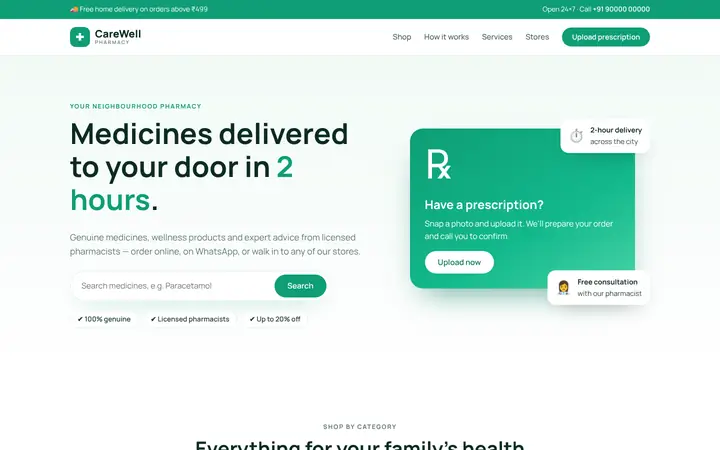 🚚 Free home delivery on orders above ₹499
Open 24×7 · Call +91 90000 00000
CareWell
PHARMACY
Shop
How it works
Services
Stores
Upload prescription
YOUR NEIGHBOURHOOD PHARMACY
Medicines delivered
to your door in 2
hours.
Genuine medicines, wellness products and expert advice from licensed
pharmacists — order online, on WhatsApp, or walk in to any of our stores.
Search medicines, e.g. Paracetamol
Search
✔ 100% genuine
✔ Licensed pharmacists
✔ Up to 20% off
2-hour delivery
across the city
℞
Have a prescription?
Snap a photo and upload it. We'll prepare your order
and call you to confirm.
Upload now
Free consultation
with our pharmacist
SHOP BY CATEGORY
Everything for your family's health